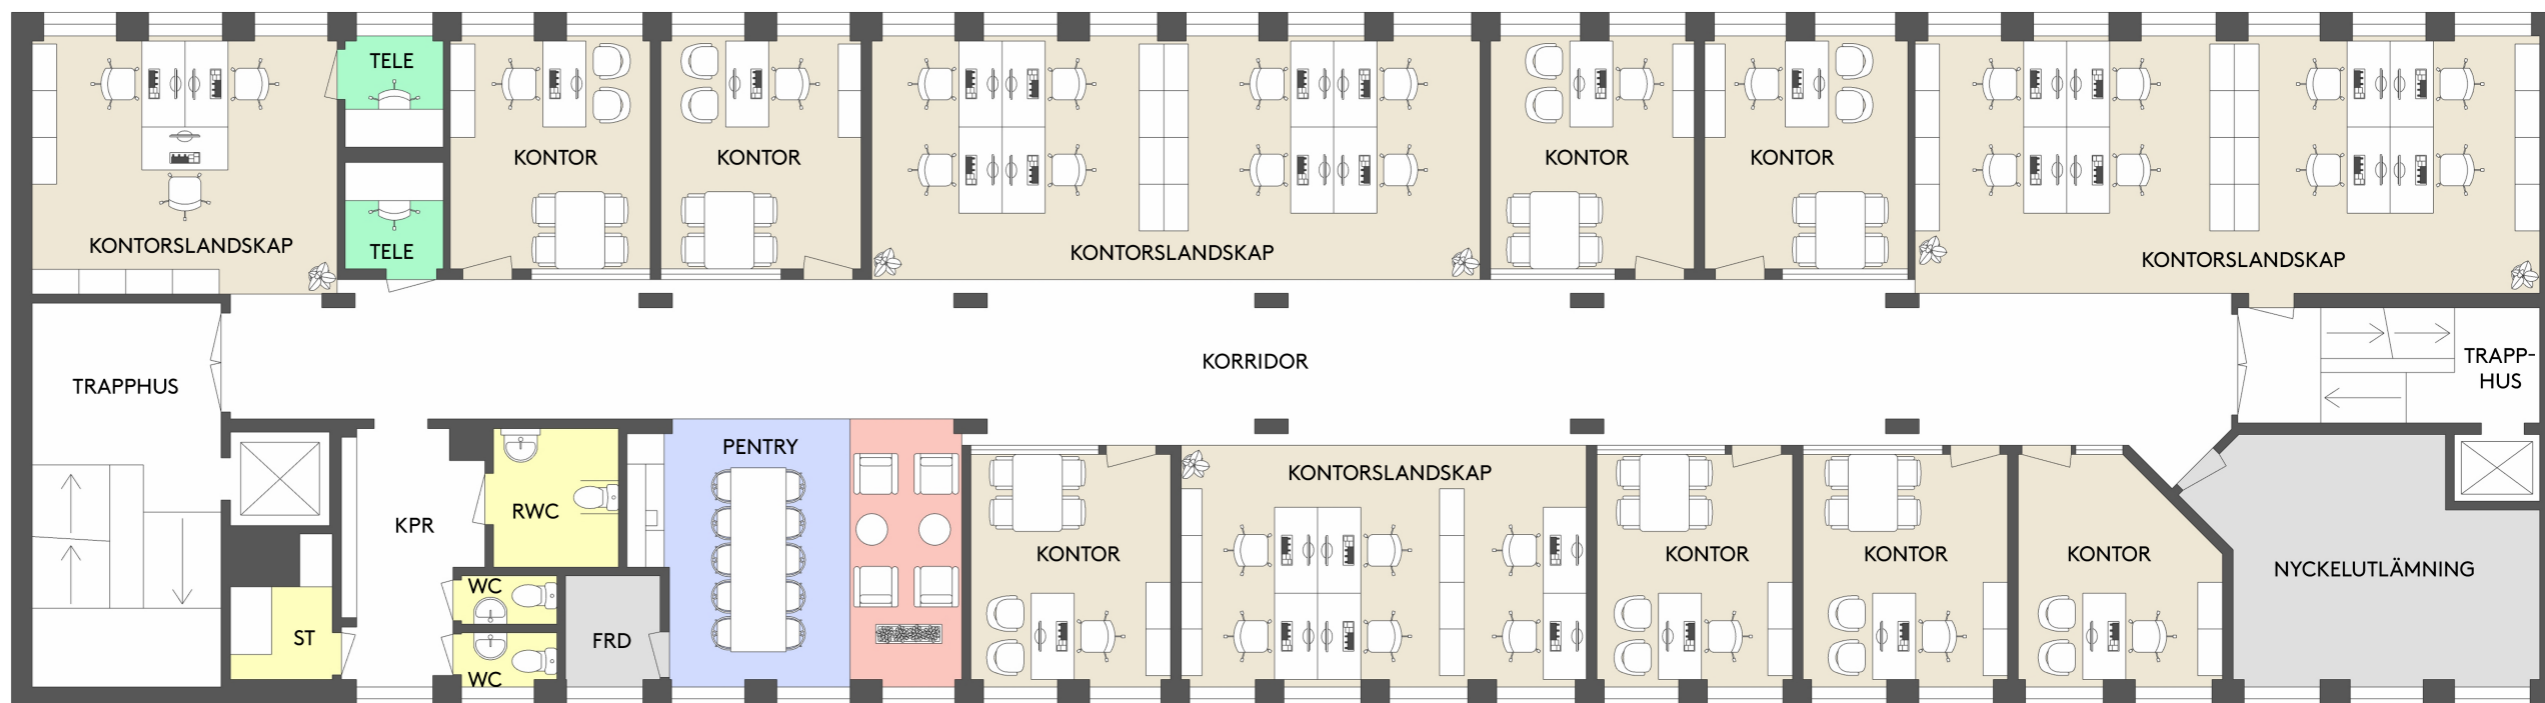 TELE
KONTOR
KONTOR
KONTOR
KONTOR
TELE
KONTORSLANDSKAP
KONTORSLANDSKAP
KONTORSLANDSKAP
TRAPPHUS
KORRIDOR
TRAPP-
HUS
PENTRY
KONTORSLANDSKAP
RWC
KPR
KONTOR
KONTOR
KONTOR
KONTOR
NYCKELUTLÄMNING
WC
ST
FRD
WC